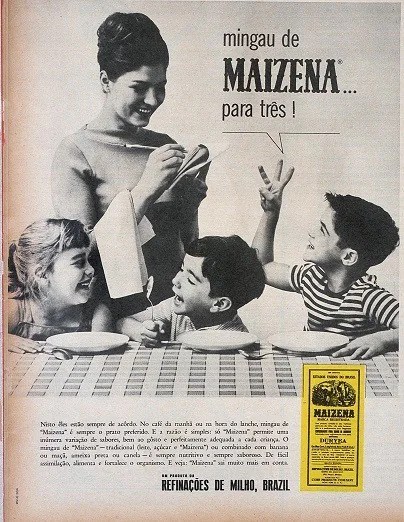 mingau de
MAIZENA®...
para três!
Nisto êles estão sempre de acôrdo. No café da manhã ou na hora do lanche, mingau de
"Maizena" é sempre o prato preferido. E a razão é simples: só "Maizena" permite uma
inúmera variação de sabores, bem ao gôsto e perfeitamente adequada a cada criança. O
mingau de "Maizena" — tradicional (leite, açúcar e "Maizena") ou combinado com banana
ou maçã, ameixa preta ou canela — é sempre nutritivo e sempre saboroso. De fácil
assimilação, alimenta e fortalece o organismo. E veja: "Maizena" sai muito mais em conta.
UM PRODUTO DA
REFINAÇÕES DE MILHO, BRAZIL
MAIZENA
DURYEA